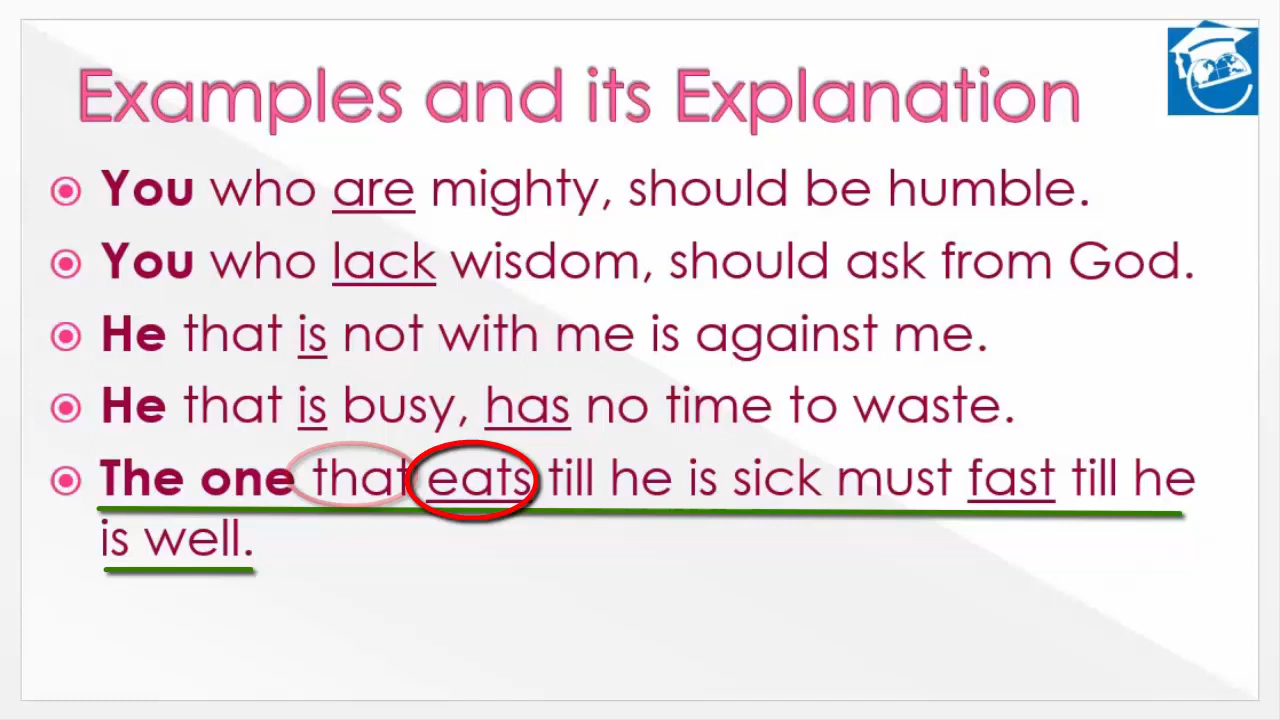 Examples and its Explanation
You who are mighty, should be humble.
You who lack wisdom, should ask from God.
He that is not with me is against me.
He that is busy, has no time to waste.
The one that eats till he is sick must fast till he
is well.